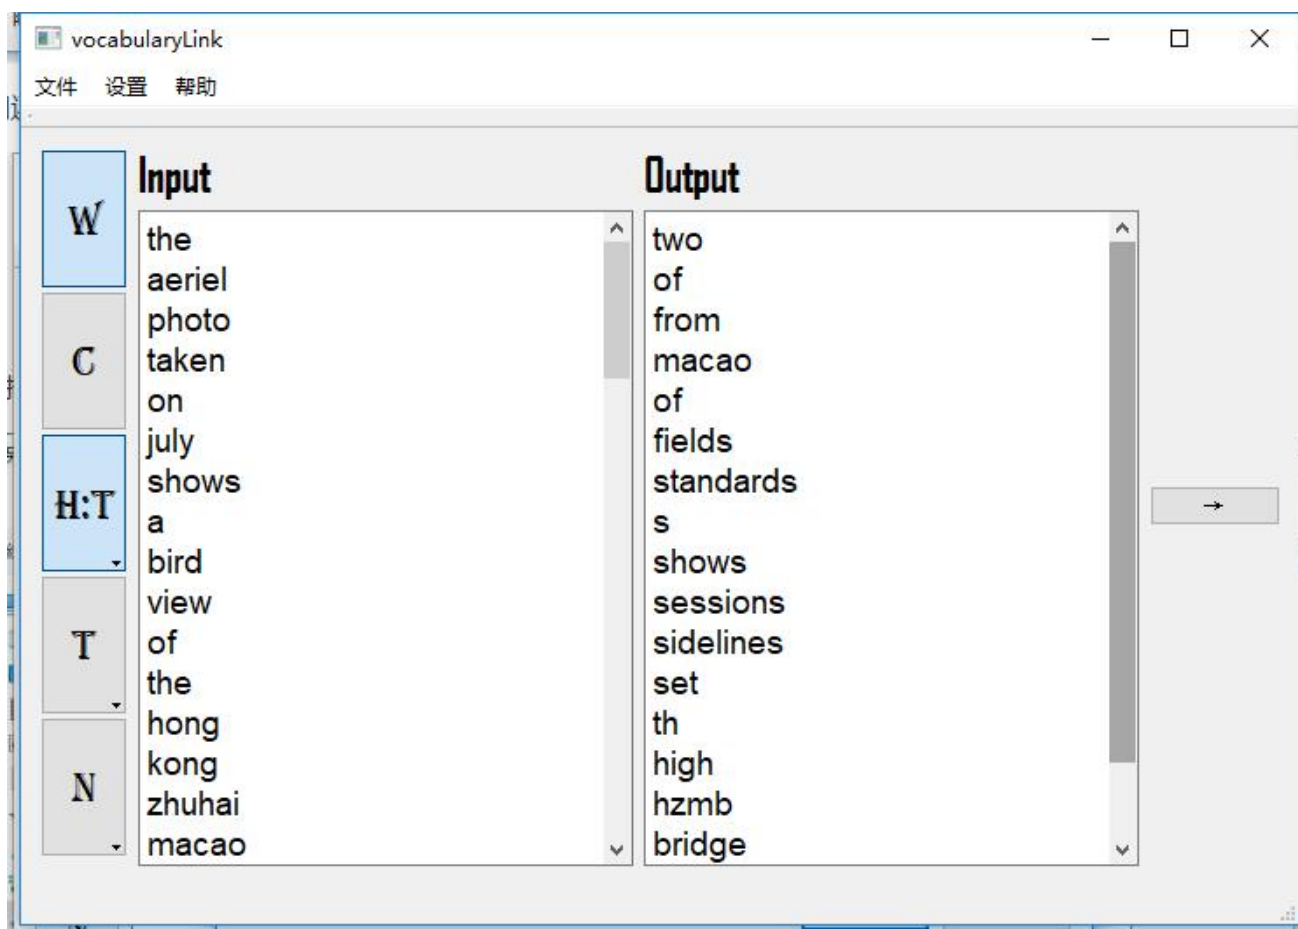 vocabularyLink
文件 设置 帮助
Input
Output
W
C
H:T
T
N
the
aeriel
photo
taken
on
july
shows
a
bird
view
of
the
hong
kong
zhuhai
macao
two
of
from
macao
of
fields
standards
s
shows
sessions
sidelines
set
th
high
hzmb
bridge
→